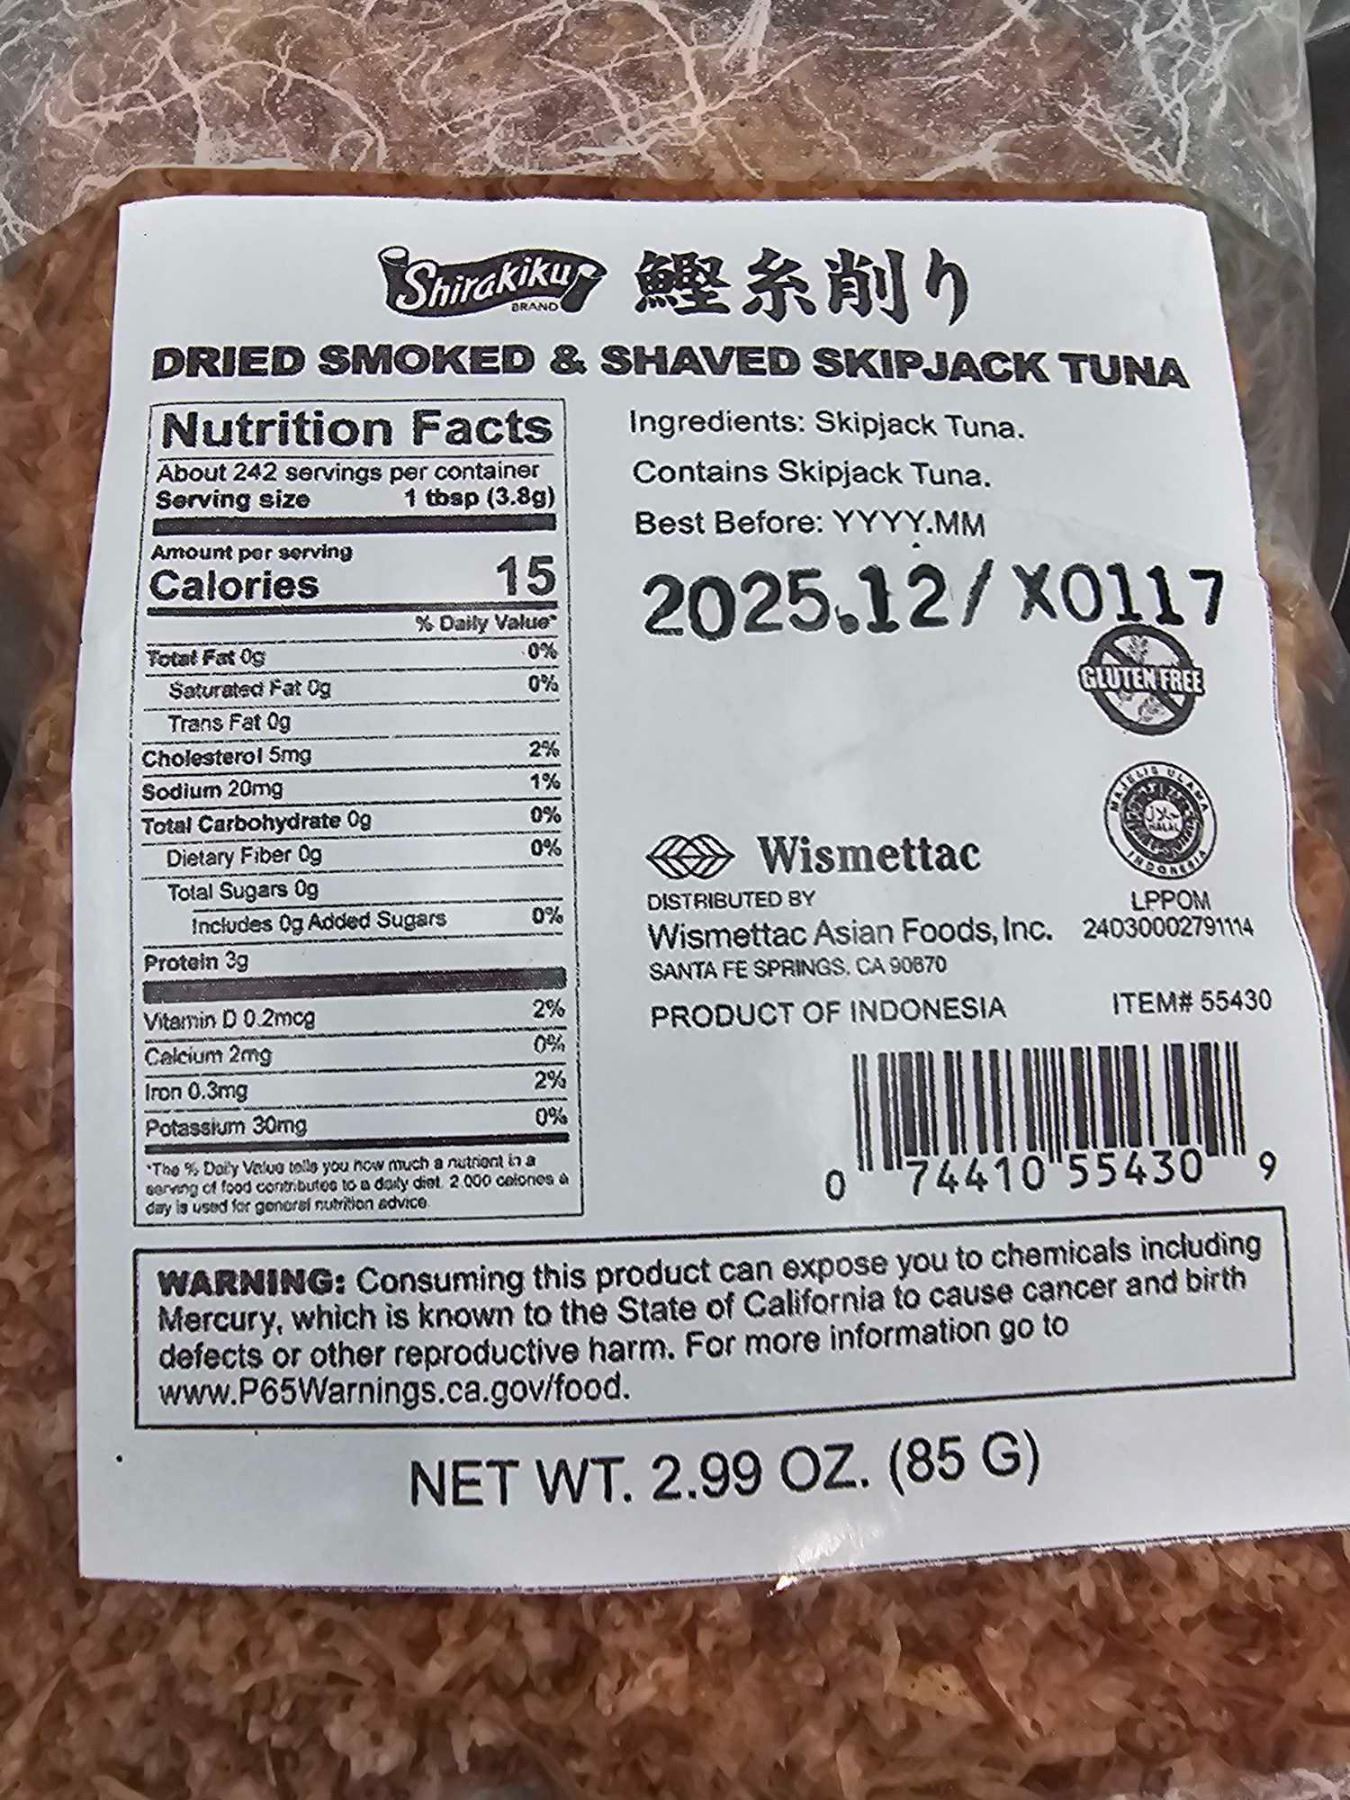 Shirakiku
BRAND
鰹糸削り
DRIED SMOKED & SHAVED SKIPJACK TUNA
Nutrition Facts
About 242 servings per container
Serving size 1 tbsp (3.8g)
Amount per serving
Calories 15
% Daily Value*
Total Fat 0g 0%
Saturated Fat 0g 0%
Trans Fat 0g
Cholesterol 5mg 2%
Sodium 20mg 1%
Total Carbohydrate 0g 0%
Dietary Fiber 0g 0%
Total Sugars 0g
Includes 0g Added Sugars 0%
Protein 3g
Vitamin D 0.2mcg 2%
Calcium 2mg 0%
Iron 0.3mg 2%
Potassium 30mg 0%
*The % Daily Value tells you how much a nutrient in a
serving of food contributes to a daily diet. 2.000 calories a
day is used for general nutrition advice.
Ingredients: Skipjack Tuna.
Contains Skipjack Tuna.
Best Before: YYYY.MM
2025.12/ X0117
GLUTEN FREE
MAJELIS ULAMA
حلال
HALAL
INDONESIA
LPPOM
24030002791114
Wismettac
DISTRIBUTED BY
Wismettac Asian Foods, Inc.
SANTA FE SPRINGS. CA 90670
PRODUCT OF INDONESIA
ITEM# 55430
0 74410 55430 9
WARNING: Consuming this product can expose you to chemicals including
Mercury, which is known to the State of California to cause cancer and birth
defects or other reproductive harm. For more information go to
www.P65Warnings.ca.gov/food.
NET WT. 2.99 OZ. (85 G)